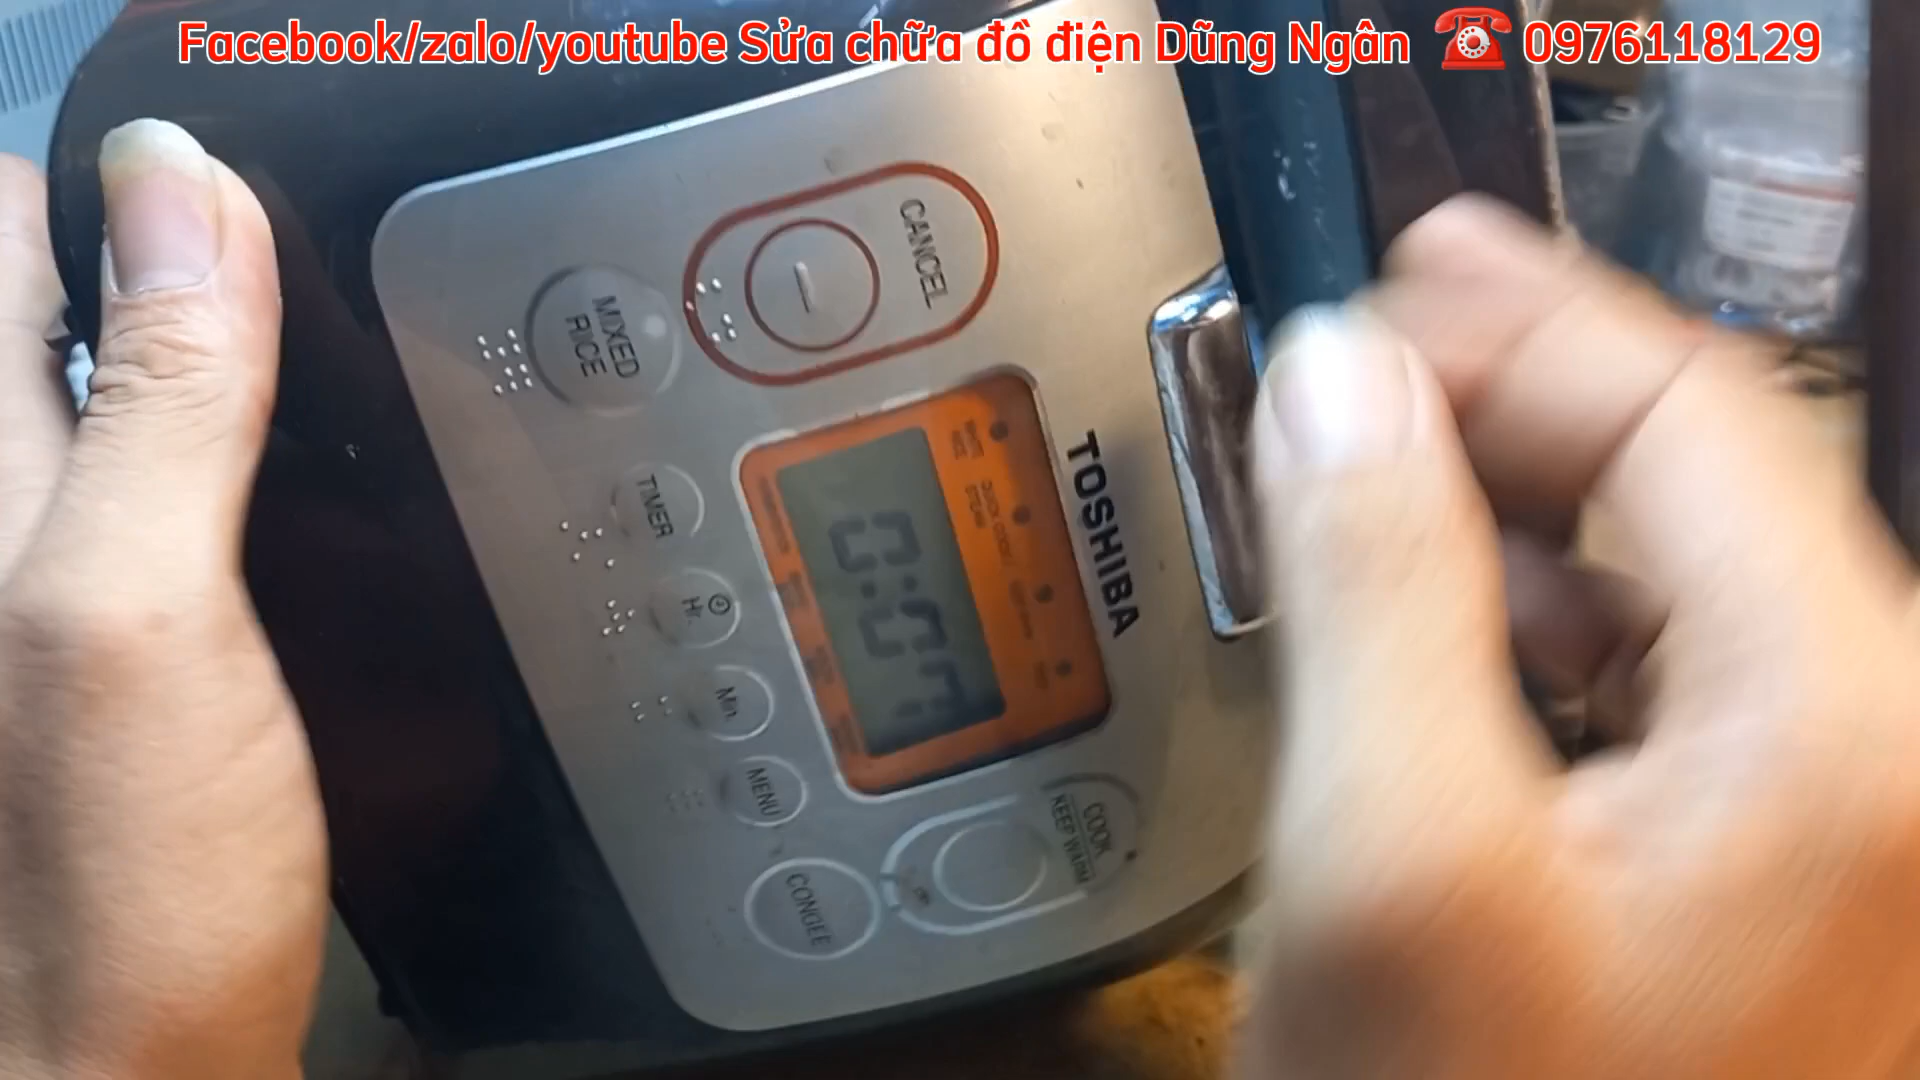 Facebook/zalo/youtube Sửa chữa đồ điện Dũng Ngân ☎ 0976118129
CANCEL
MIXED
RICE
TOSHIBA
TIMER
Hr.
Min.
MENU
CONGEE
COOK
KEEP WARM